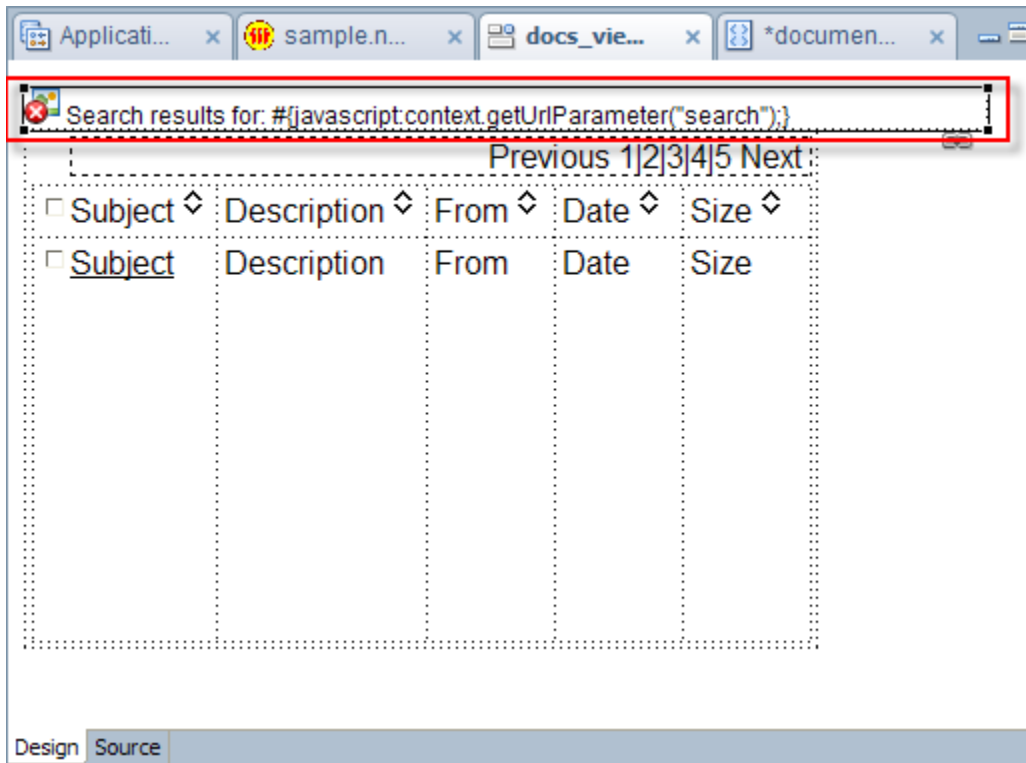 Applicati... sample.n... docs_vie... *documen...
Search results for: #{javascript:context.getUrlParameter("search");}
Previous 1|2|3|4|5 Next
Subject Description From Date Size
Subject Description From Date Size
Design Source